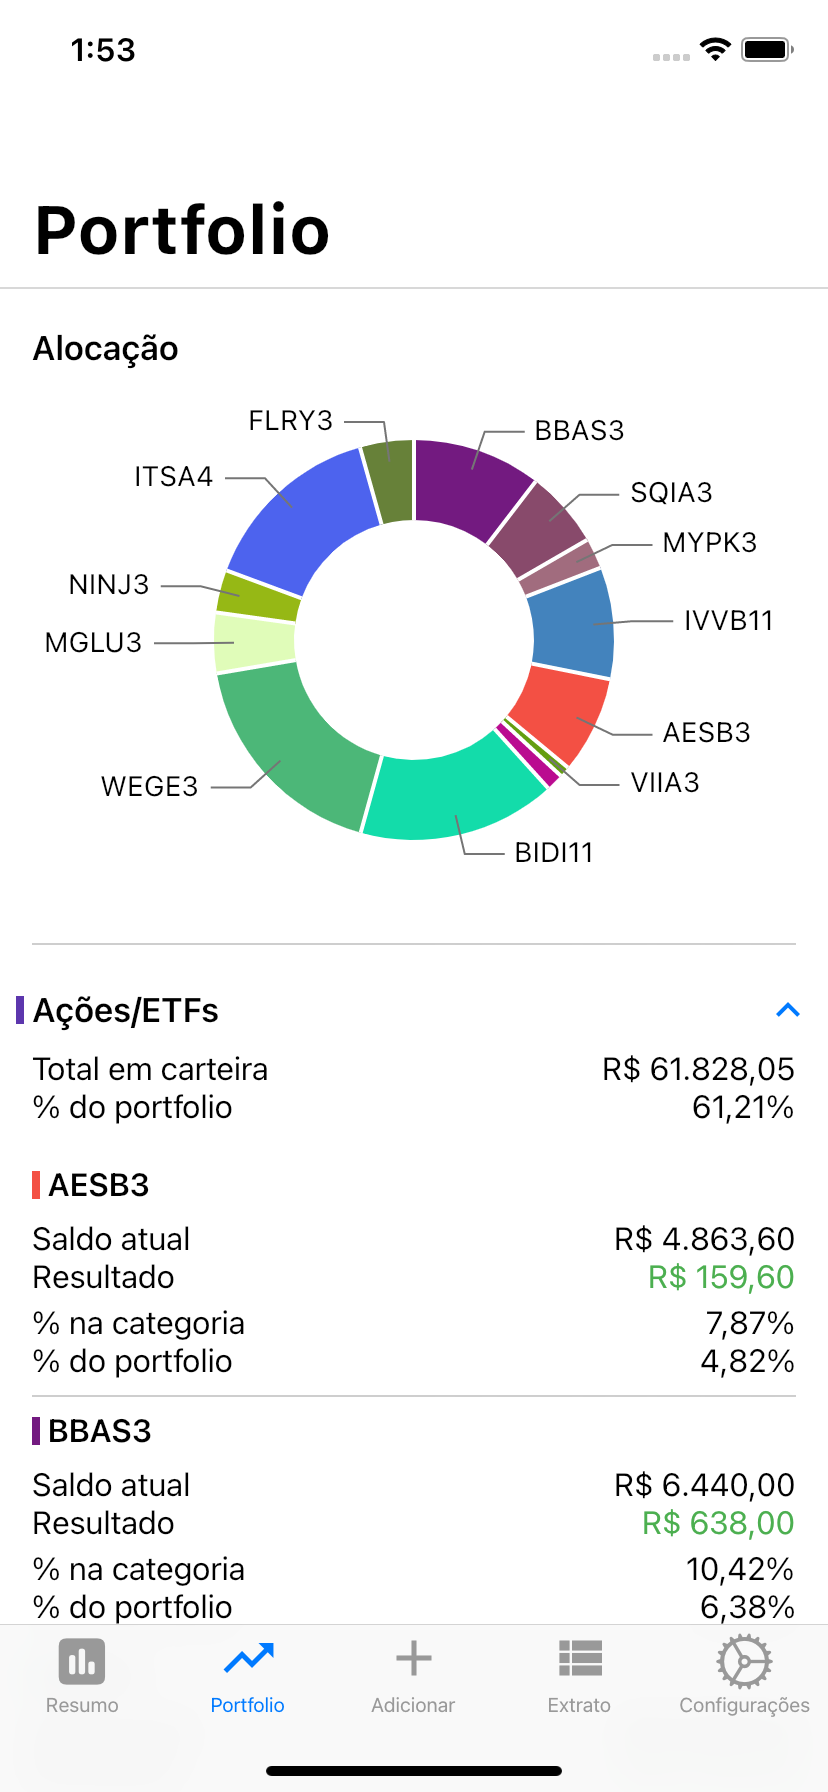 1:53
Portfolio
Alocação
FLRY3
BBAS3
ITSA4
SQIA3
MYPK3
NINJ3
IVVB11
MGLU3
AESB3
WEGE3
VIIA3
BIDI11
Ações/ETFs
Total em carteira R$ 61.828,05
% do portfolio 61,21%
AESB3
Saldo atual R$ 4.863,60
Resultado R$ 159,60
% na categoria 7,87%
% do portfolio 4,82%
BBAS3
Saldo atual R$ 6.440,00
Resultado R$ 638,00
% na categoria 10,42%
% do portfolio 6,38%
Resumo Portfolio Adicionar Extrato Configurações